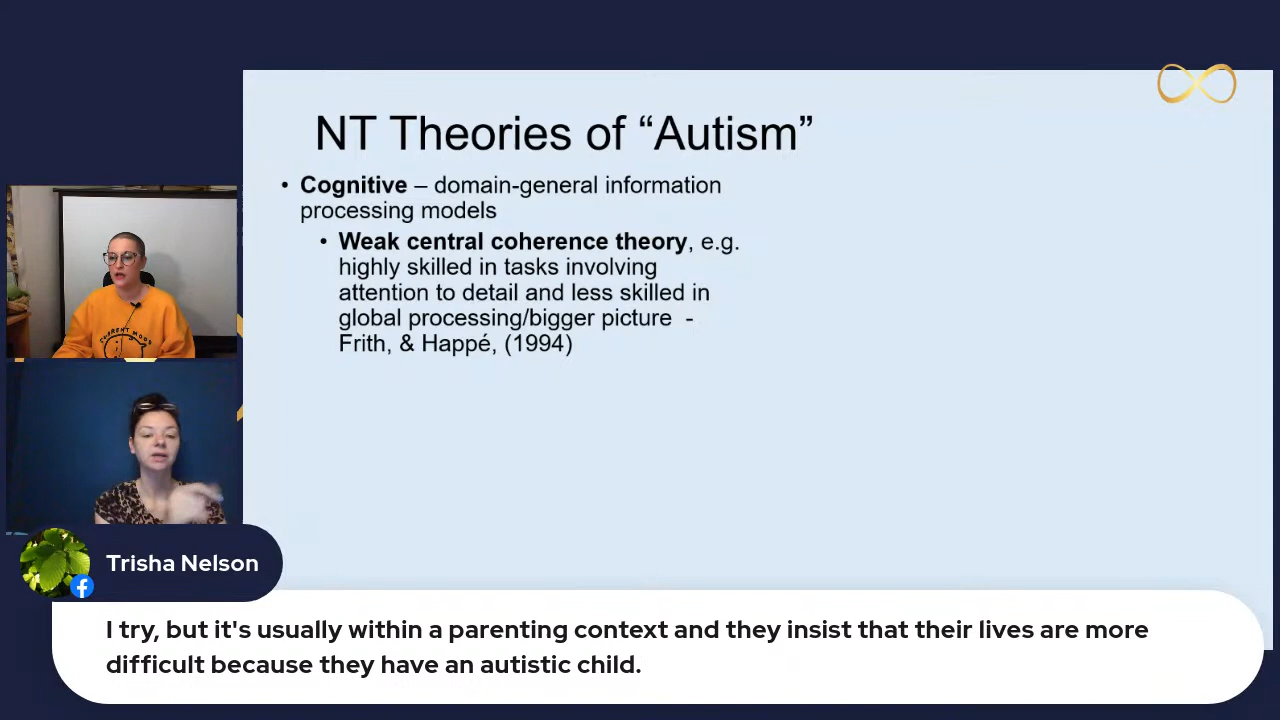 NT Theories of “Autism”
• Cognitive – domain-general information
processing models
• Weak central coherence theory, e.g.
highly skilled in tasks involving
attention to detail and less skilled in
global processing/bigger picture -
Frith, & Happé, (1994)
CURRENT MOOD
Trisha Nelson
I try, but it's usually within a parenting context and they insist that their lives are more
difficult because they have an autistic child.